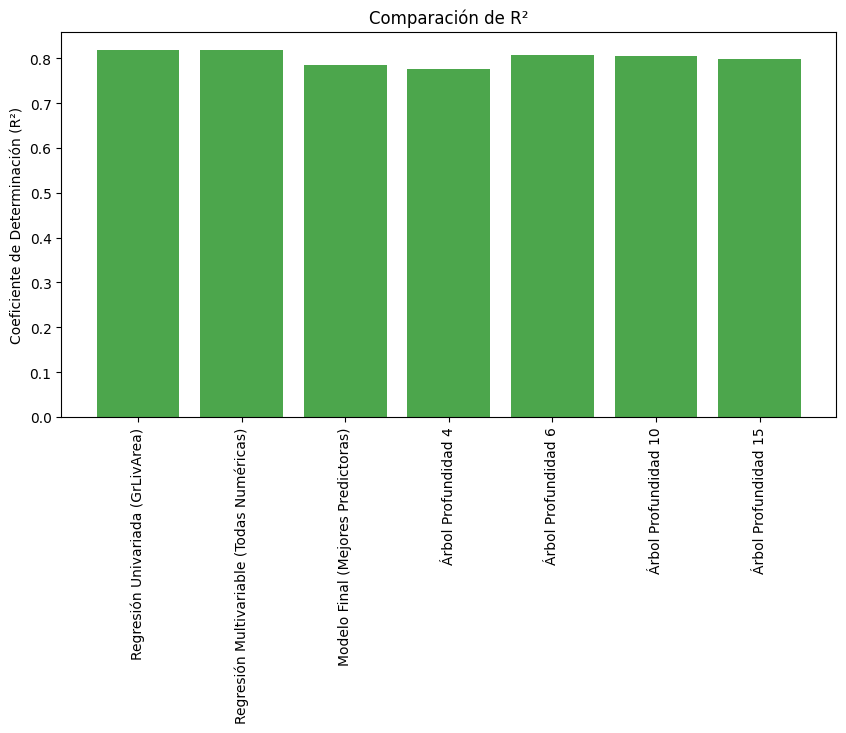 Comparación de R²
Coeficiente de Determinación (R²)
0.8
0.7
0.6
0.5
0.4
0.3
0.2
0.1
0.0
Regresión Univariada (GrLivArea)
Regresión Multivariable (Todas Numéricas)
Modelo Final (Mejores Predictoras)
Árbol Profundidad 4
Árbol Profundidad 6
Árbol Profundidad 10
Árbol Profundidad 15